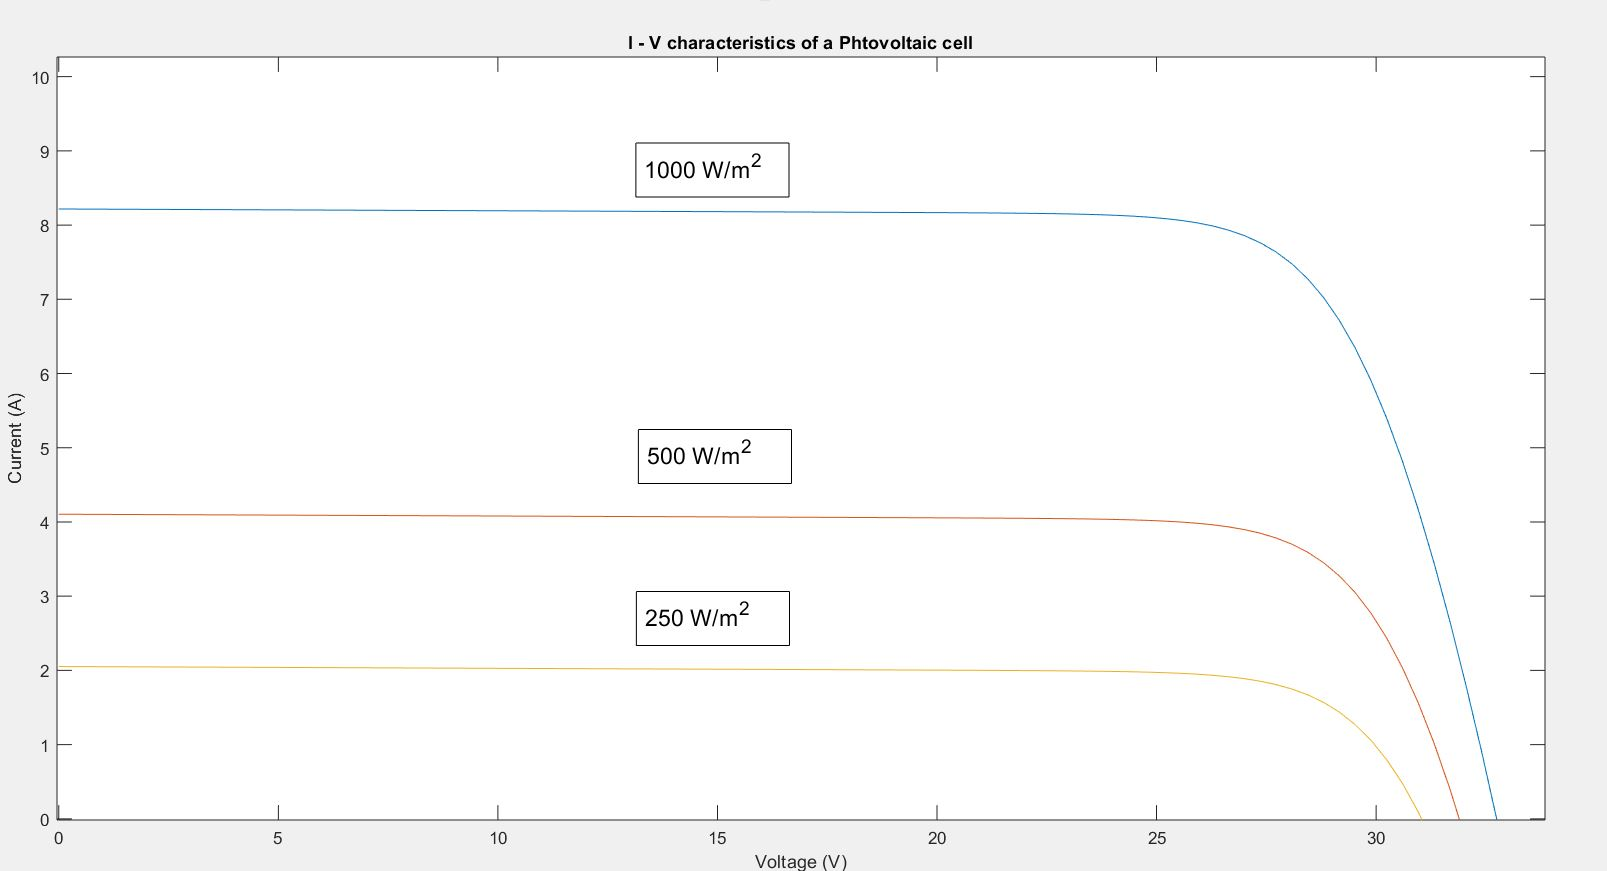 I - V characteristics of a Phtovoltaic cell
10
9
8
7
6
5
4
3
2
1
0
Current (A)
1000 W/m²
500 W/m²
250 W/m²
0 5 10 15 20 25 30
Voltage (V)